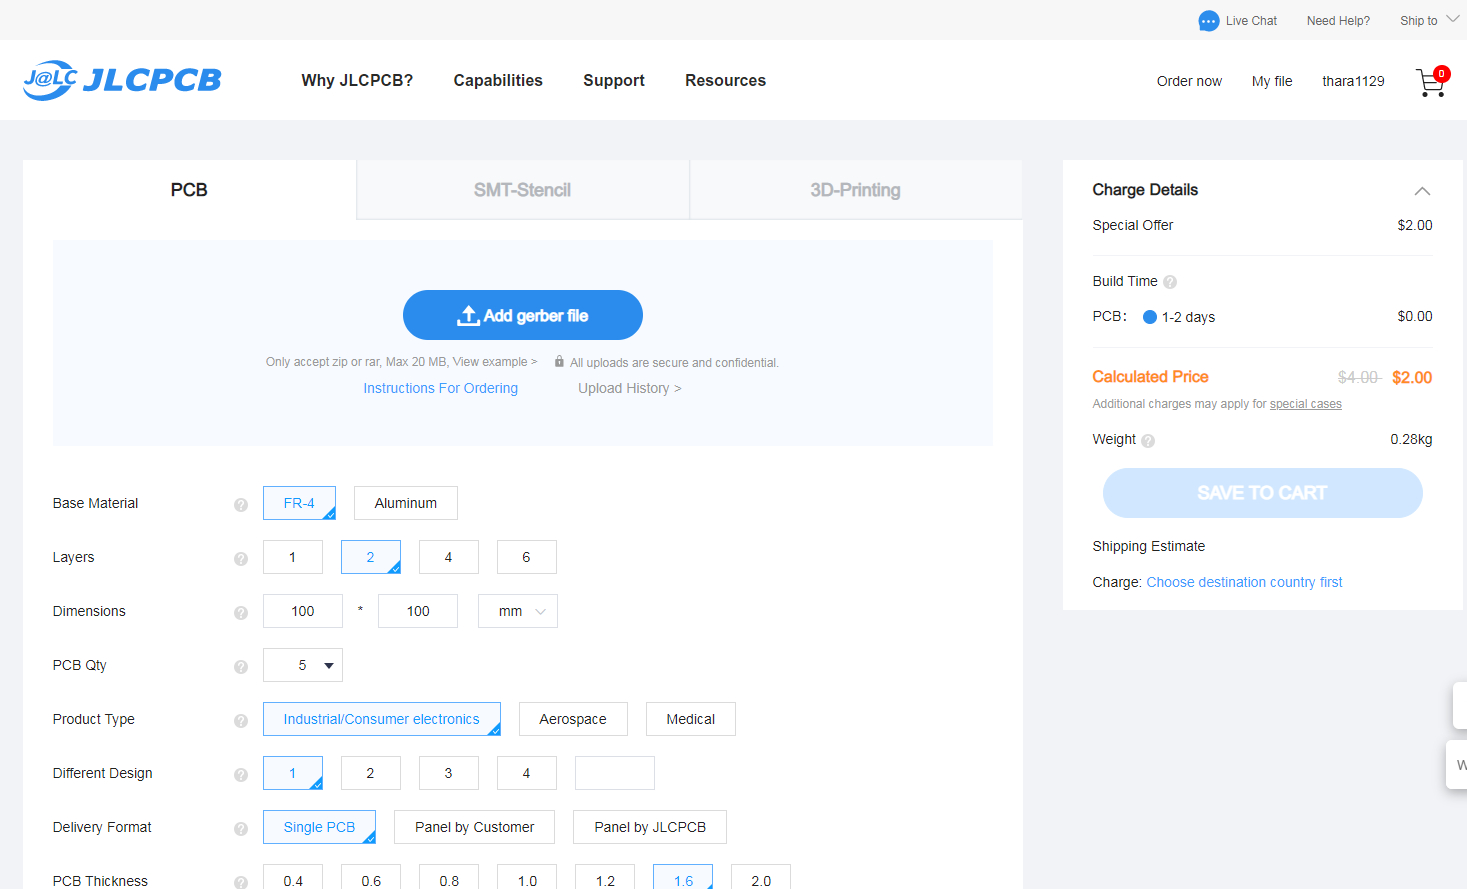 Live Chat Need Help? Ship to
J@LC JLCPCB Why JLCPCB? Capabilities Support Resources Order now My file thara1129 0
PCB SMT-Stencil 3D-Printing
Add gerber file
Only accept zip or rar, Max 20 MB, View example > All uploads are secure and confidential.
Instructions For Ordering Upload History >
Base Material ? FR-4 Aluminum
Layers ? 1 2 4 6
Dimensions ? 100 * 100 mm
PCB Qty ? 5
Product Type ? Industrial/Consumer electronics Aerospace Medical
Different Design ? 1 2 3 4
Delivery Format ? Single PCB Panel by Customer Panel by JLCPCB
PCB Thickness ? 0.4 0.6 0.8 1.0 1.2 1.6 2.0
Charge Details
Special Offer $2.00
Build Time ?
PCB: 1-2 days $0.00
Calculated Price $4.00 $2.00
Additional charges may apply for special cases
Weight ? 0.28kg
SAVE TO CART
Shipping Estimate
Charge: Choose destination country first
W